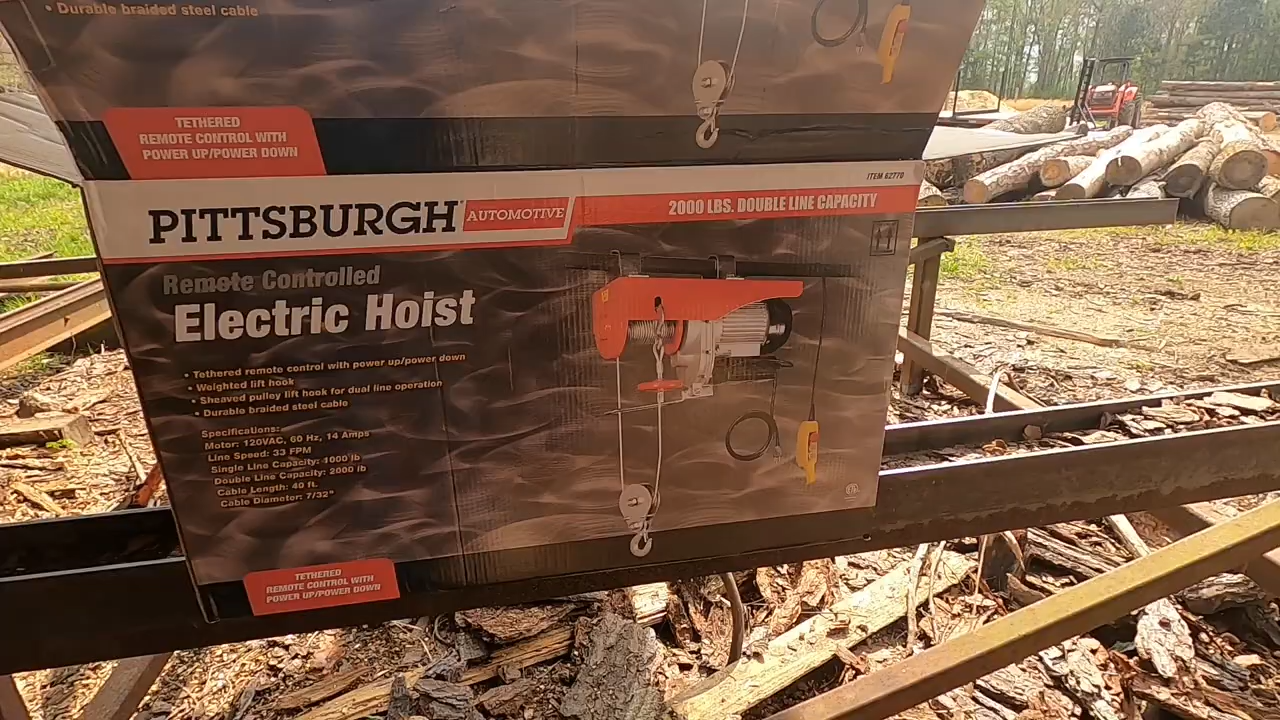 • Durable braided steel cable
TETHERED
REMOTE CONTROL WITH
POWER UP/POWER DOWN
ITEM 62770
PITTSBURGH AUTOMOTIVE
2000 LBS. DOUBLE LINE CAPACITY
Remote Controlled
Electric Hoist
• Tethered remote control with power up/power down
• Weighted lift hook
• Sheaved pulley lift hook for dual line operation
• Durable braided steel cable
Specifications:
Motor: 120VAC, 60 Hz, 14 Amps
Line Speed: 33 FPM
Single Line Capacity: 1000 lb
Double Line Capacity: 2000 lb
Cable Length: 40 ft.
Cable Diameter: 7/32"
TETHERED
REMOTE CONTROL WITH
POWER UP/POWER DOWN